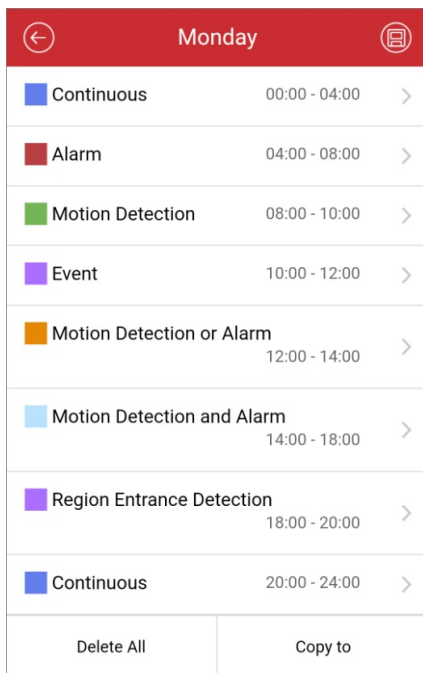 Monday
Continuous 00:00 - 04:00
Alarm 04:00 - 08:00
Motion Detection 08:00 - 10:00
Event 10:00 - 12:00
Motion Detection or Alarm
12:00 - 14:00
Motion Detection and Alarm
14:00 - 18:00
Region Entrance Detection
18:00 - 20:00
Continuous 20:00 - 24:00
Delete All Copy to